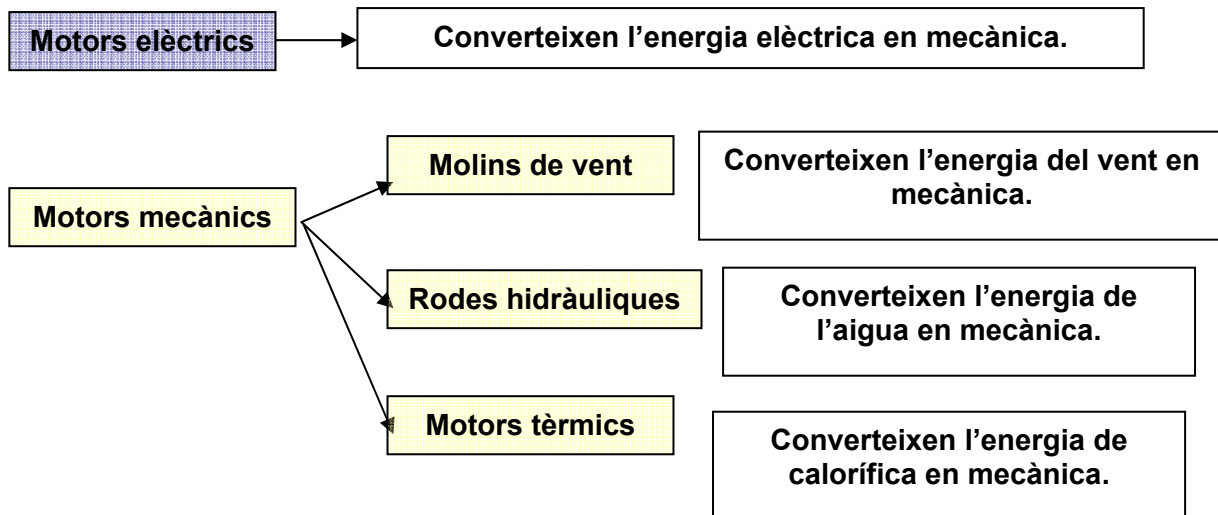 Motors elèctrics
Converteixen l’energia elèctrica en mecànica.
Molins de vent
Converteixen l’energia del vent en
mecànica.
Motors mecànics
Rodes hidràuliques
Converteixen l’energia de
l’aigua en mecànica.
Motors tèrmics
Converteixen l’energia de
calorífica en mecànica.